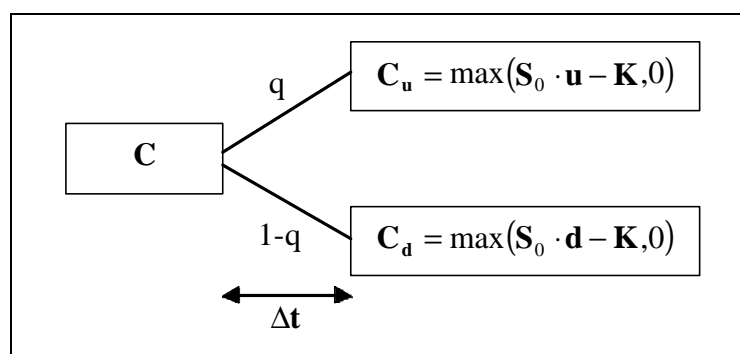 q
C_u = max(S_0 · u − K,0)
C
1-q
C_d = max(S_0 · d − K,0)
Δt